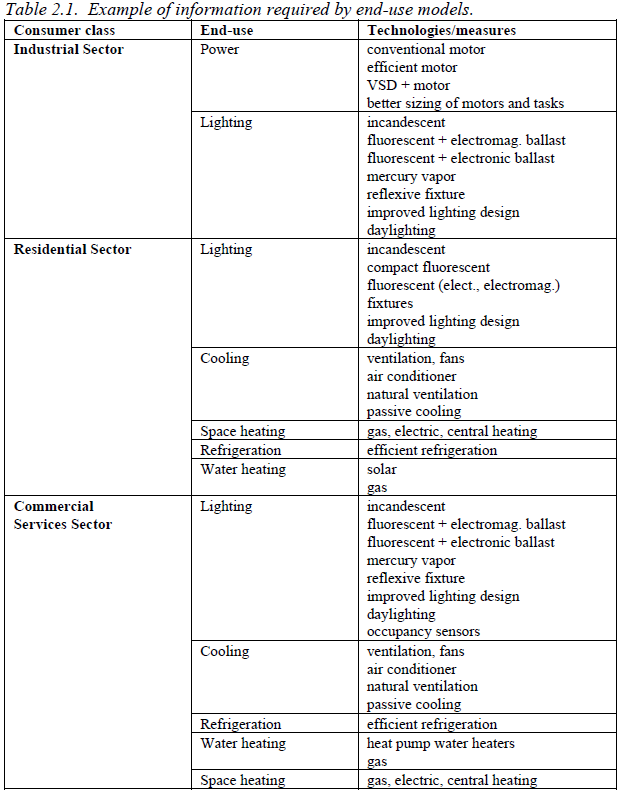 Table 2.1. Example of information required by end-use models.
Consumer class End-use Technologies/measures
Industrial Sector Power conventional motor
efficient motor
VSD + motor
better sizing of motors and tasks
Lighting incandescent
fluorescent + electromag. ballast
fluorescent + electronic ballast
mercury vapor
reflexive fixture
improved lighting design
daylighting
Residential Sector Lighting incandescent
compact fluorescent
fluorescent (elect., electromag.)
fixtures
improved lighting design
daylighting
Cooling ventilation, fans
air conditioner
natural ventilation
passive cooling
Space heating gas, electric, central heating
Refrigeration efficient refrigeration
Water heating solar
gas
Commercial Lighting incandescent
Services Sector fluorescent + electromag. ballast
fluorescent + electronic ballast
mercury vapor
reflexive fixture
improved lighting design
daylighting
occupancy sensors
Cooling ventilation, fans
air conditioner
natural ventilation
passive cooling
Refrigeration efficient refrigeration
Water heating heat pump water heaters
gas
Space heating gas, electric, central heating